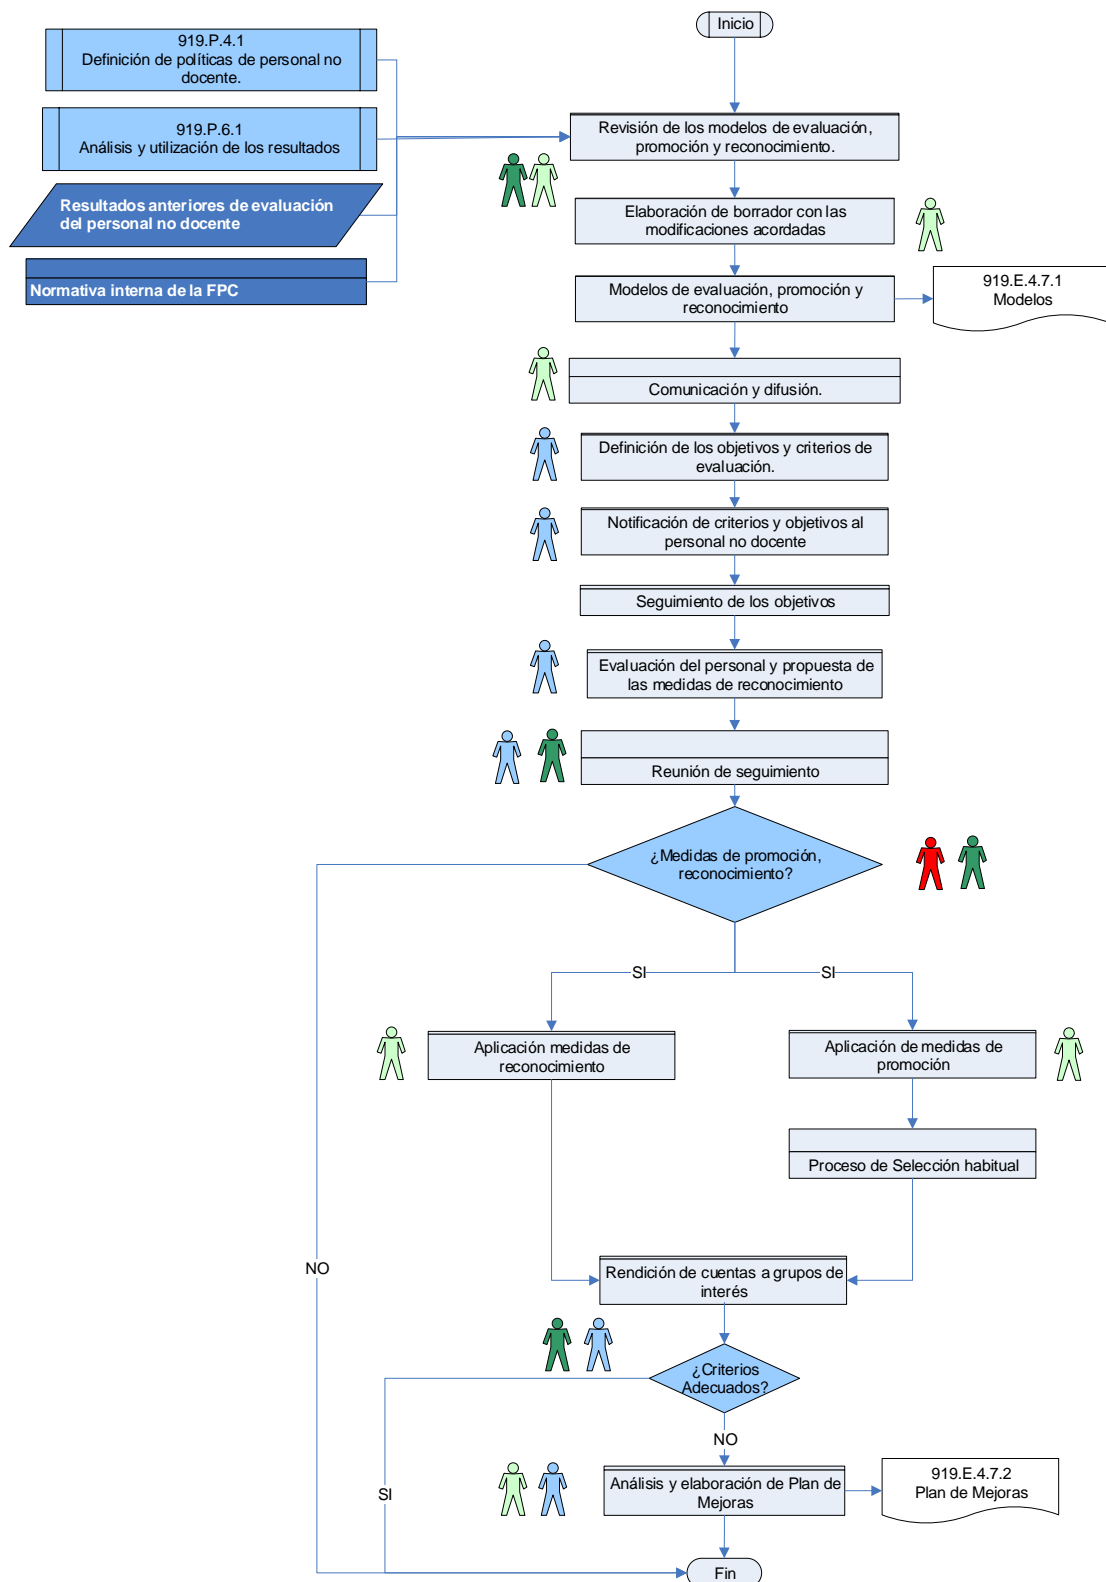 Inicio
919.P.4.1
Definición de políticas de personal no
docente.
919.P.6.1
Análisis y utilización de los resultados
Resultados anteriores de evaluación
del personal no docente
Normativa interna de la FPC
Revisión de los modelos de evaluación,
promoción y reconocimiento.
Elaboración de borrador con las
modificaciones acordadas
Modelos de evaluación, promoción y
reconocimiento
919.E.4.7.1
Modelos
Comunicación y difusión.
Definición de los objetivos y criterios de
evaluación.
Notificación de criterios y objetivos al
personal no docente
Seguimiento de los objetivos
Evaluación del personal y propuesta de
las medidas de reconocimiento
Reunión de seguimiento
¿Medidas de promoción,
reconocimiento?
SI
SI
Aplicación medidas de
reconocimiento
Aplicación de medidas de
promoción
Proceso de Selección habitual
NO
Rendición de cuentas a grupos de
interés
¿Criterios
Adecuados?
NO
SI
Análisis y elaboración de Plan de
Mejoras
919.E.4.7.2
Plan de Mejoras
Fin